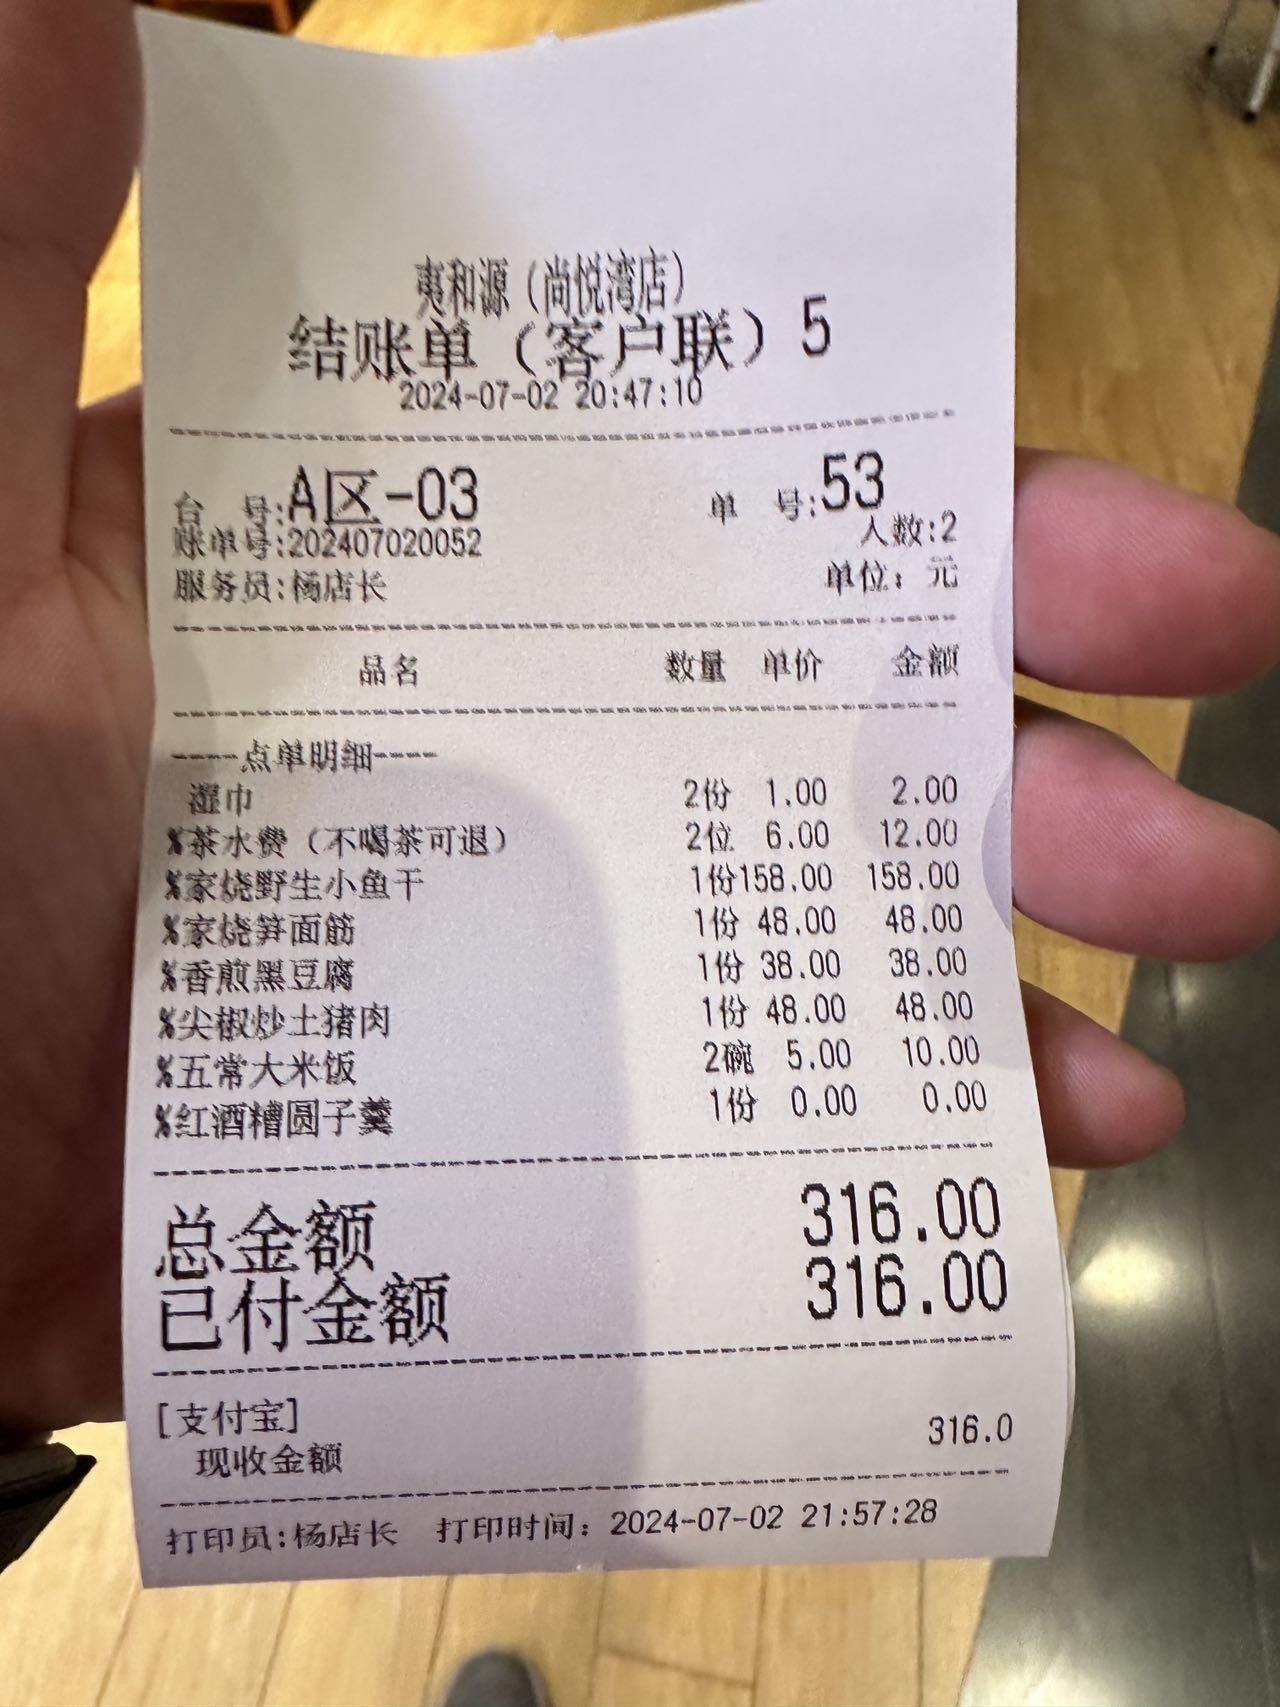 夷和源（尚悦湾店）
结账单（客户联）5
2024-07-02 20:47:10
台 号:A区-03 单 号:53
账单号:202407020052 人数:2
服务员:杨店长 单位：元
品名 数量 单价 金额
----点单明细----
湿巾 2份 1.00 2.00
%茶水费（不喝茶可退） 2位 6.00 12.00
%家烧野生小鱼干 1份158.00 158.00
%家烧笋面筋 1份 48.00 48.00
%香煎黑豆腐 1份 38.00 38.00
%尖椒炒土猪肉 1份 48.00 48.00
%五常大米饭 2碗 5.00 10.00
%红酒糟圆子羹 1份 0.00 0.00
总金额 316.00
已付金额 316.00
[支付宝]
现收金额 316.0
打印员:杨店长 打印时间：2024-07-02 21:57:28